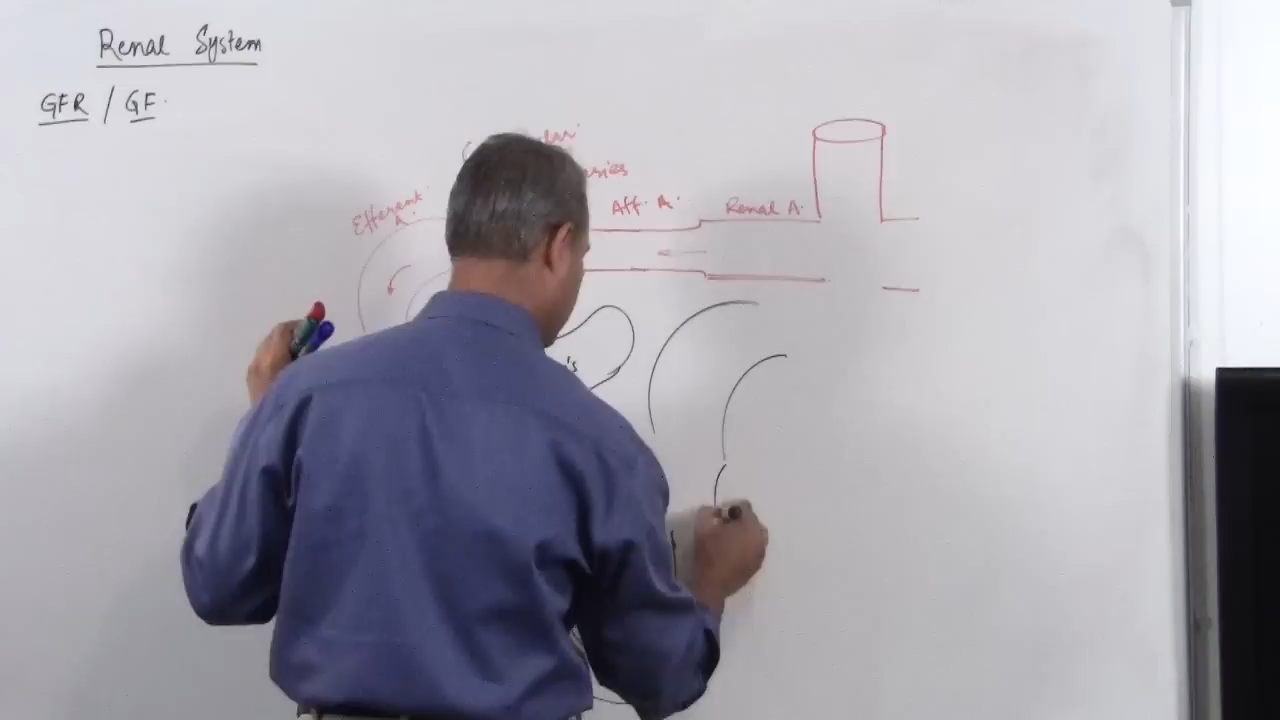 Renal System
GFR / GF
Efferent
A.
Aff. A.
Renal A.